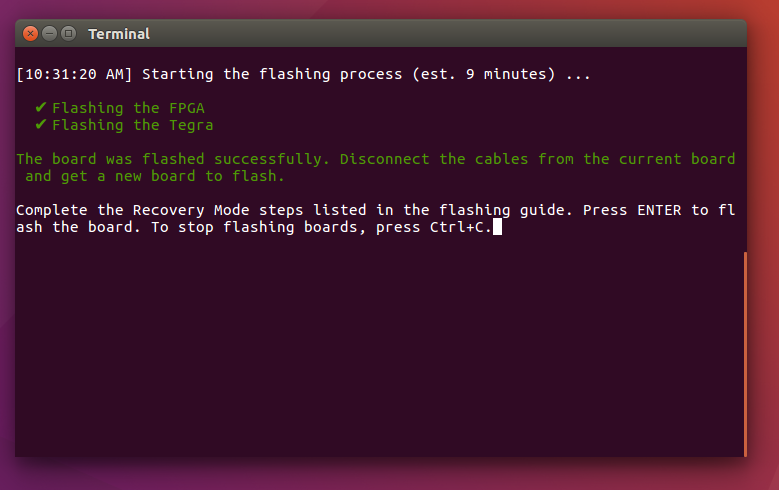 Terminal
[10:31:20 AM] Starting the flashing process (est. 9 minutes) ...
✔ Flashing the FPGA
✔ Flashing the Tegra
The board was flashed successfully. Disconnect the cables from the current board
and get a new board to flash.
Complete the Recovery Mode steps listed in the flashing guide. Press ENTER to fl
ash the board. To stop flashing boards, press Ctrl+C.